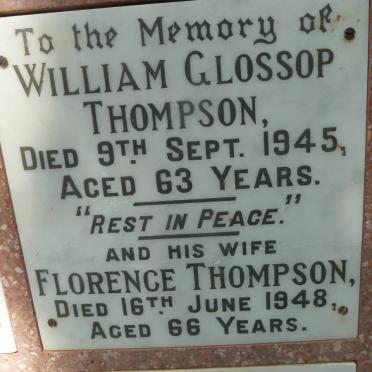 To the Memory of
WILLIAM GLOSSOP
THOMPSON,
DIED 9TH SEPT. 1945,
AGED 63 YEARS.
"REST IN PEACE."
AND HIS WIFE
FLORENCE THOMPSON,
DIED 16TH JUNE 1948,
AGED 66 YEARS.